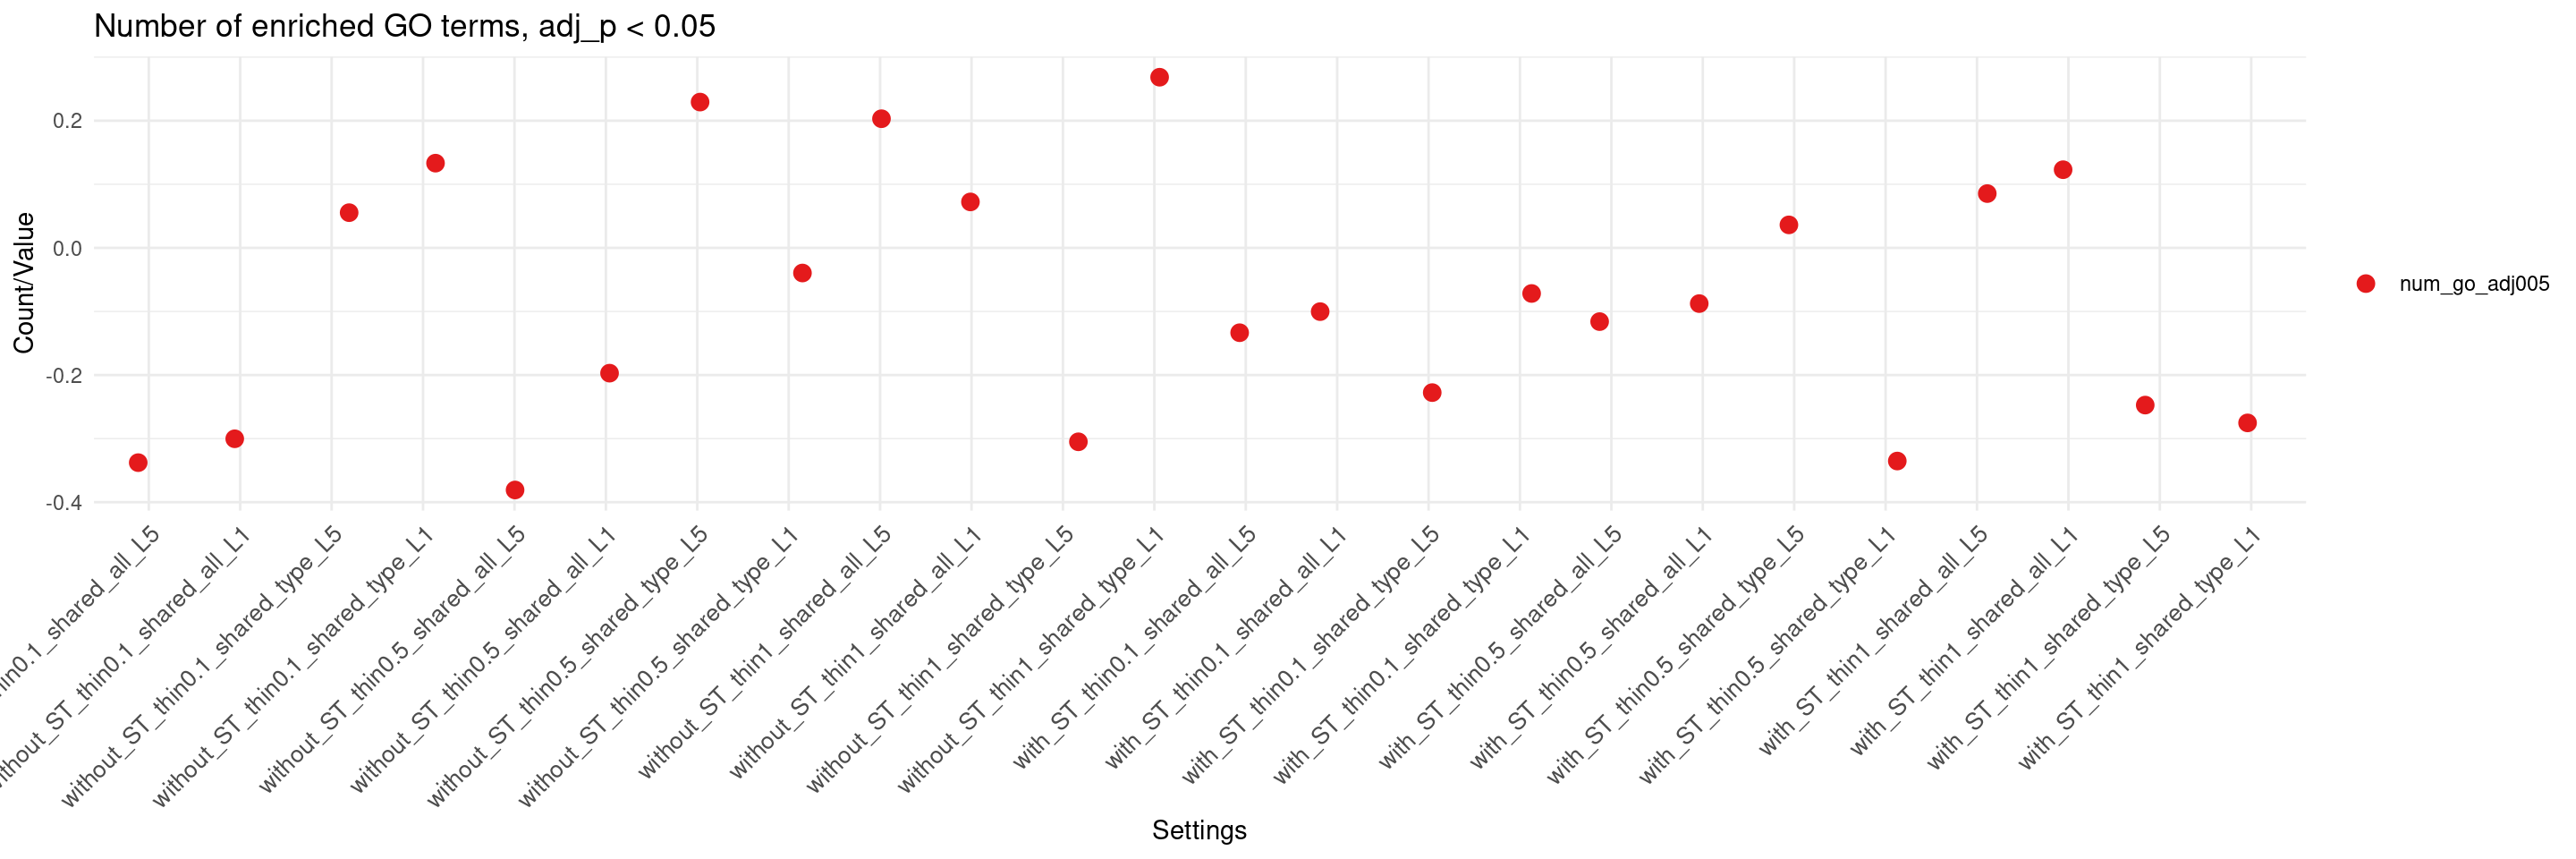 Number of enriched GO terms, adj_p < 0.05
Count/Value
0.2
0.0
-0.2
-0.4
num_go_adj005
thin0.1_shared_all_L5
without_ST_thin0.1_shared_all_L1
without_ST_thin0.1_shared_type_L5
without_ST_thin0.1_shared_type_L1
without_ST_thin0.5_shared_all_L5
without_ST_thin0.5_shared_all_L1
without_ST_thin0.5_shared_type_L5
without_ST_thin0.5_shared_type_L1
without_ST_thin1_shared_all_L5
without_ST_thin1_shared_all_L1
without_ST_thin1_shared_type_L5
without_ST_thin1_shared_type_L1
with_ST_thin0.1_shared_all_L5
with_ST_thin0.1_shared_all_L1
with_ST_thin0.1_shared_type_L5
with_ST_thin0.1_shared_type_L1
with_ST_thin0.5_shared_all_L5
with_ST_thin0.5_shared_all_L1
with_ST_thin0.5_shared_type_L5
with_ST_thin0.5_shared_type_L1
with_ST_thin1_shared_all_L5
with_ST_thin1_shared_all_L1
with_ST_thin1_shared_type_L5
with_ST_thin1_shared_type_L1
Settings